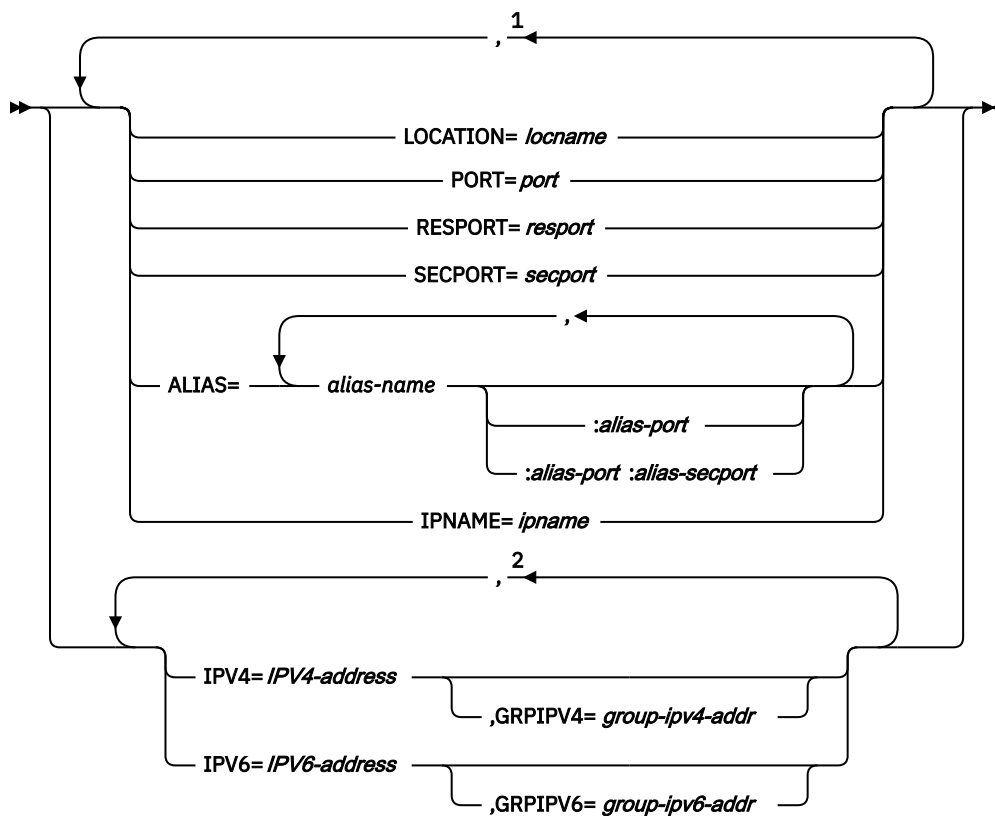 , 1
LOCATION= locname
PORT= port
RESPORT= resport
SECPORT= secport
,
ALIAS= alias-name
:alias-port
:alias-port :alias-secport
IPNAME= ipname
, 2
IPV4= IPV4-address
,GRPIPV4= group-ipv4-addr
IPV6= IPV6-address
,GRPIPV6= group-ipv6-addr